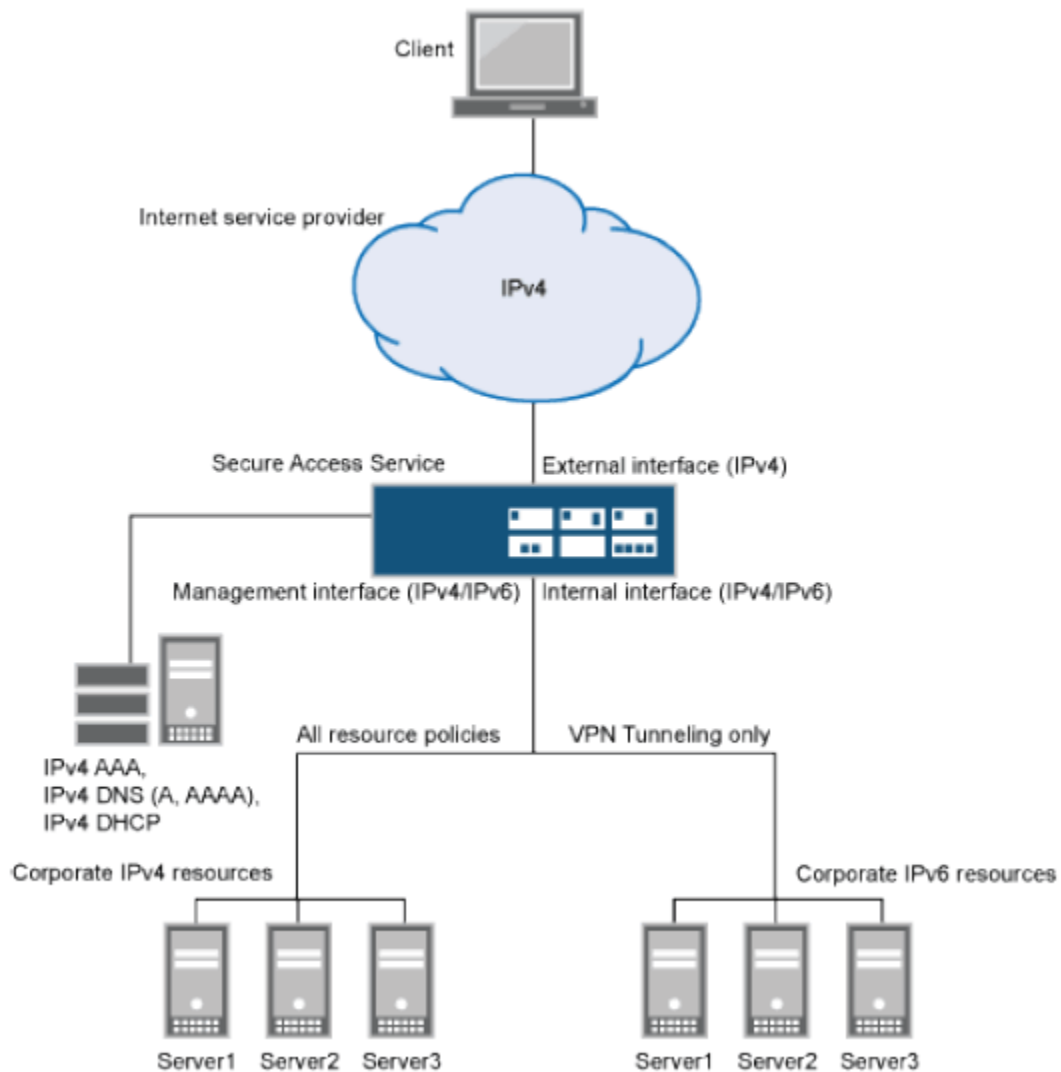 Client
Internet service provider
IPv4
Secure Access Service
External interface (IPv4)
Management interface (IPv4/IPv6)
Internal interface (IPv4/IPv6)
All resource policies
VPN Tunneling only
IPv4 AAA,
IPv4 DNS (A, AAAA),
IPv4 DHCP
Corporate IPv4 resources
Corporate IPv6 resources
Server1
Server2
Server3
Server1
Server2
Server3